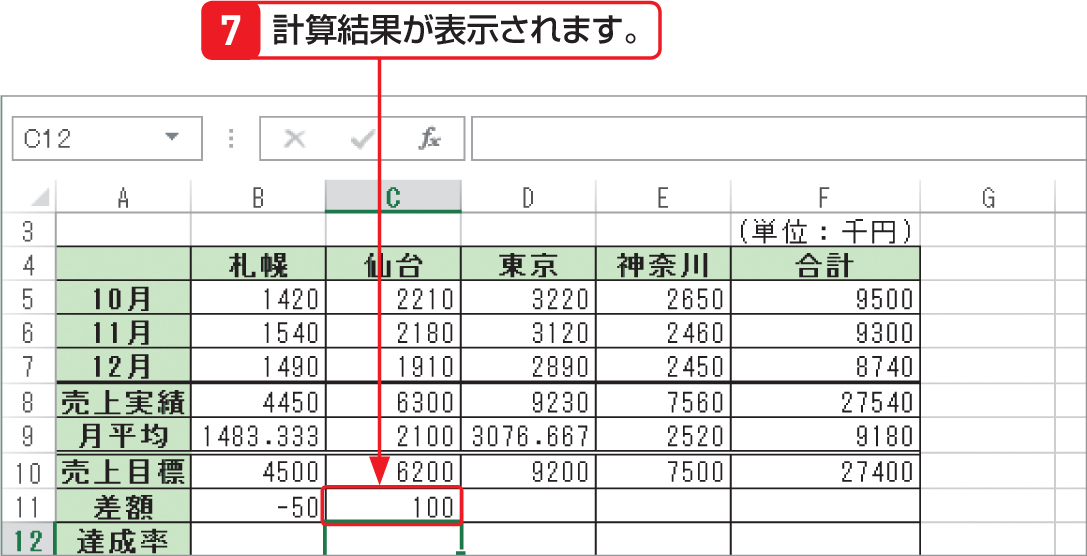 7 計算結果が表示されます。
C12 fx
A B C D E F G
3 (単位：千円)
4 札幌 仙台 東京 神奈川 合計
5 10月 1420 2210 3220 2650 9500
6 11月 1540 2180 3120 2460 9300
7 12月 1490 1910 2890 2450 8740
8 売上実績 4450 6300 9230 7560 27540
9 月平均 1483.333 2100 3076.667 2520 9180
10 売上目標 4500 6200 9200 7500 27400
11 差額 -50 100
12 達成率